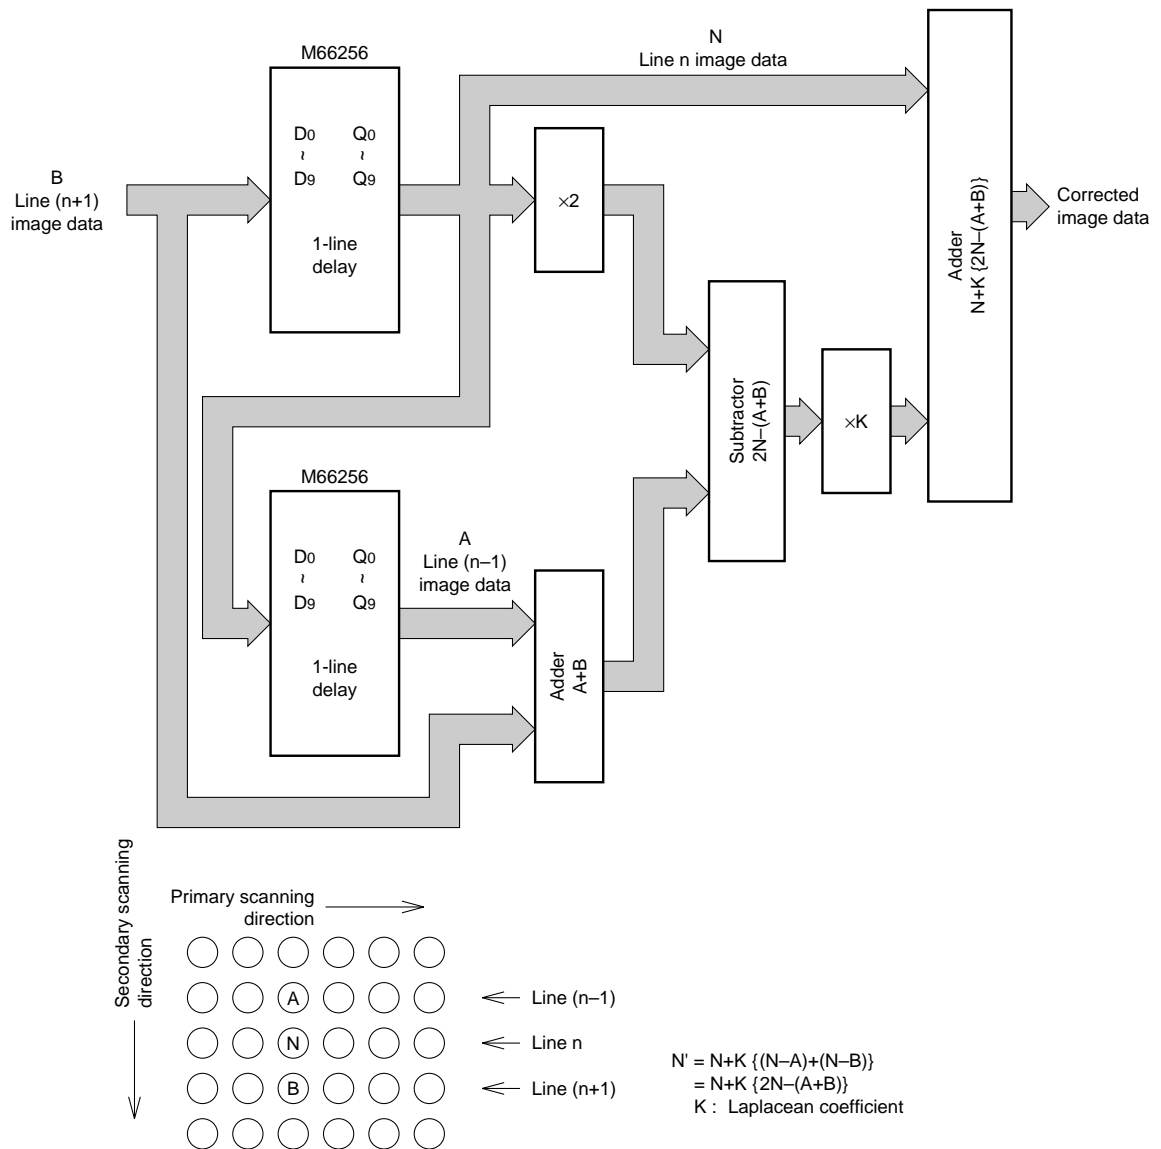 M66256
N
Line n image data
D0 Q0
~ ~
D9 Q9
1-line
delay
B
Line (n+1)
image data
×2
Adder
N+K {2N–(A+B)}
Corrected
image data
Subtractor
2N–(A+B)
×K
M66256
D0 Q0
~ ~
D9 Q9
1-line
delay
A
Line (n–1)
image data
Adder
A+B
Secondary scanning
direction
Primary scanning
direction
A
Line (n–1)
N
Line n
B
Line (n+1)
N' = N+K {(N–A)+(N–B)}
= N+K {2N–(A+B)}
K : Laplacean coefficient